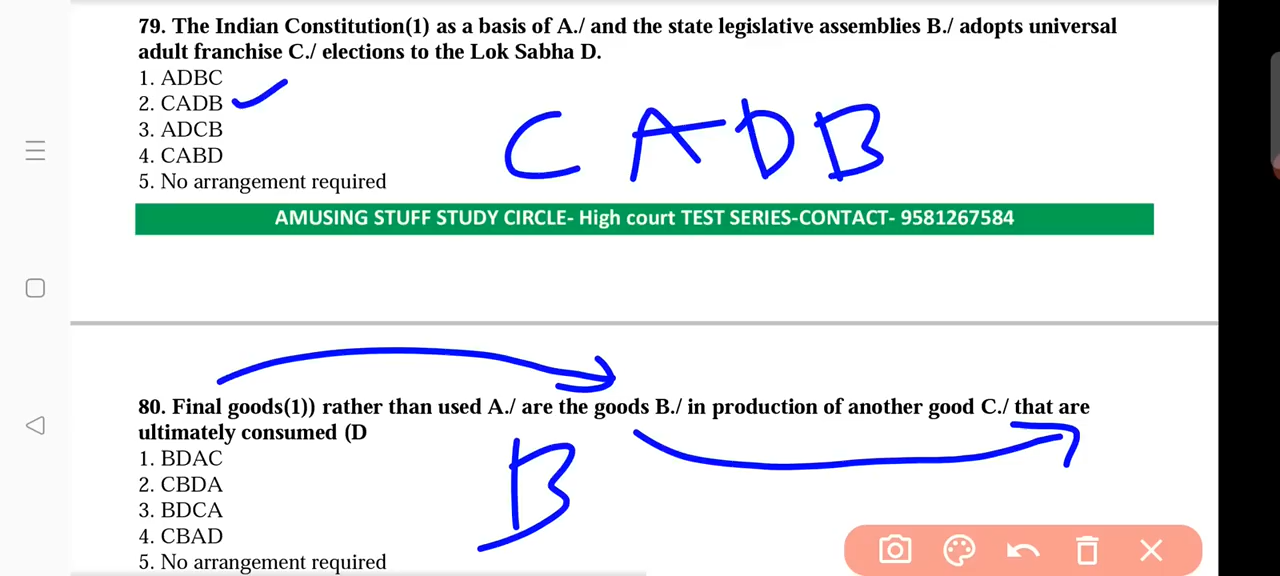 79. The Indian Constitution(1) as a basis of A./ and the state legislative assemblies B./ adopts universal
adult franchise C./ elections to the Lok Sabha D.
1. ADBC
2. CADB
3. ADCB
4. CABD
5. No arrangement required
C A D B
AMUSING STUFF STUDY CIRCLE- High court TEST SERIES-CONTACT- 9581267584
80. Final goods(1)) rather than used A./ are the goods B./ in production of another good C./ that are
ultimately consumed (D
B
1. BDAC
2. CBDA
3. BDCA
4. CBAD
5. No arrangement required